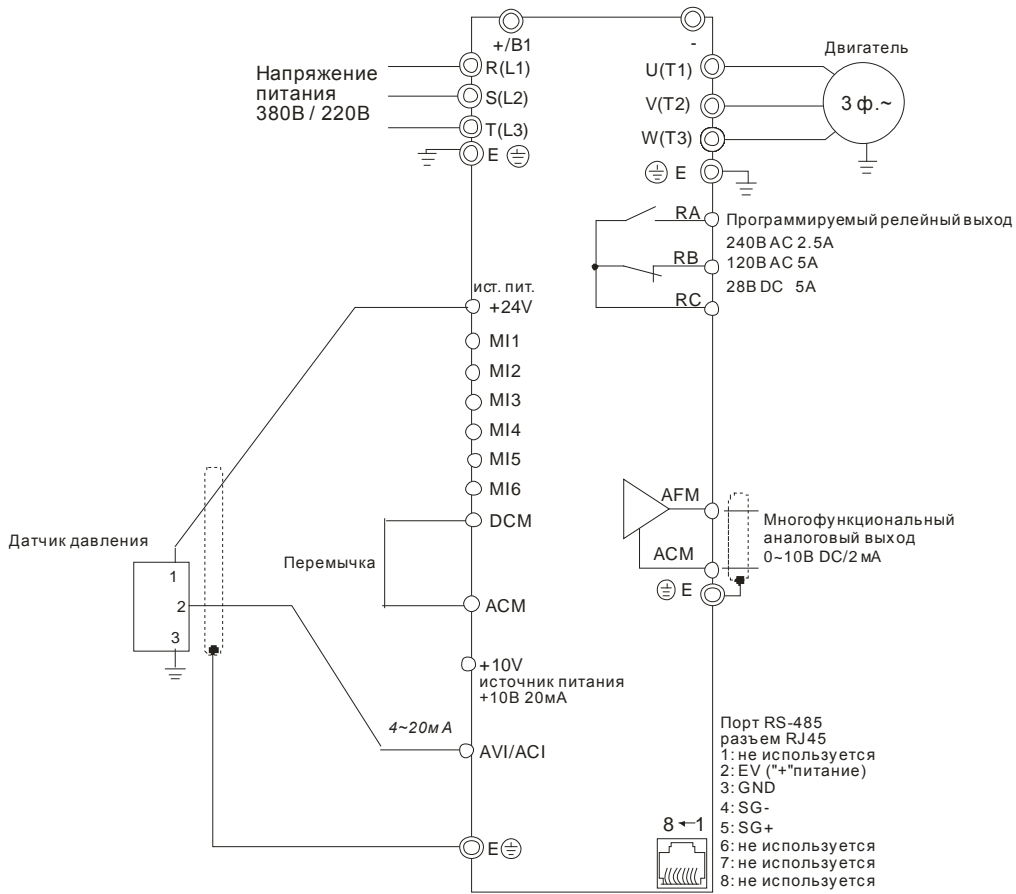 +/B1
-
Напряжение
питания
380В / 220В
R(L1)
S(L2)
T(L3)
E
U(T1)
V(T2)
W(T3)
E
Двигатель
3 ф.~
RA
RB
RC
Программируемый релейный выход
240В AC 2.5A
120В AC 5A
28В DC 5A
ист. пит.
+24V
MI1
MI2
MI3
MI4
MI5
MI6
DCM
Перемычка
ACM
Датчик давления
1
2
3
+10V
источник питания
+10В 20мА
4~20мА
AVI/ACI
E
AFM
ACM
E
Многофункциональный
аналоговый выход
0~10В DC/2 мА
Порт RS-485
разъем RJ45
1: не используется
2: EV ("+"питание)
3: GND
4: SG-
5: SG+
6: не используется
7: не используется
8: не используется
8 ←1